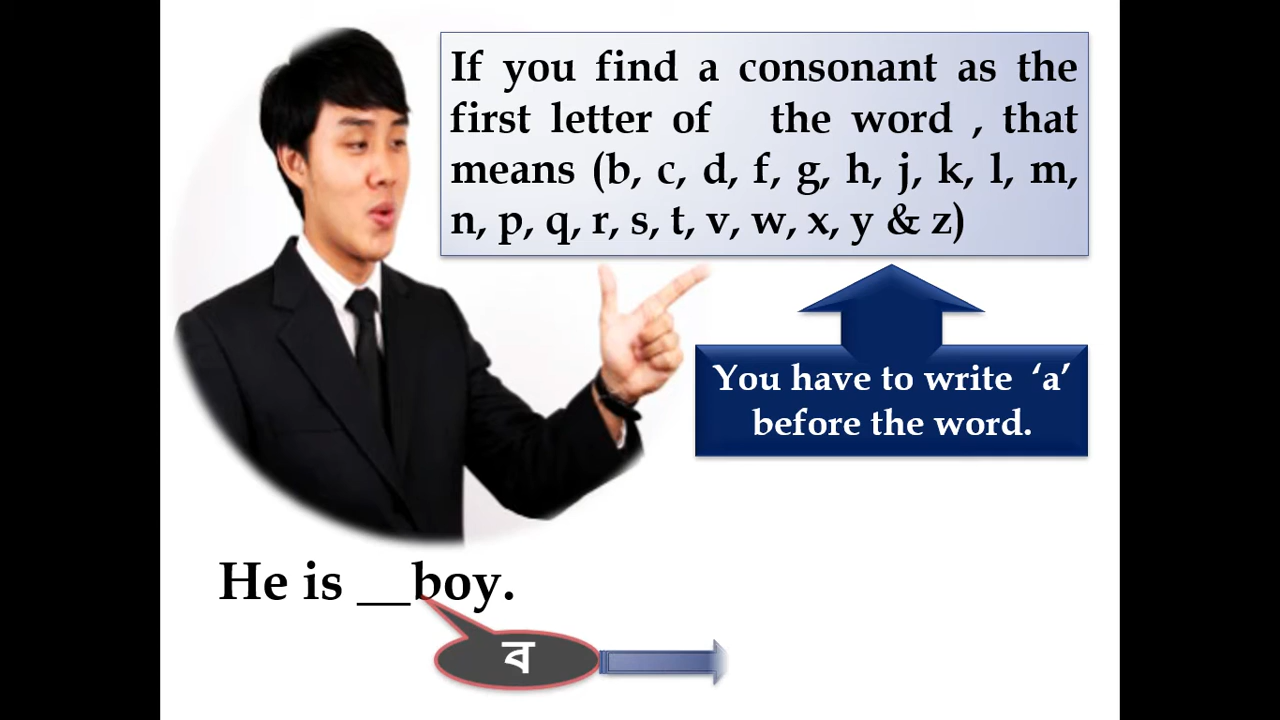 If you find a consonant as the
first letter of the word , that
means (b, c, d, f, g, h, j, k, l, m,
n, p, q, r, s, t, v, w, x, y & z)
You have to write ‘a’
before the word.
He is __boy.
ব